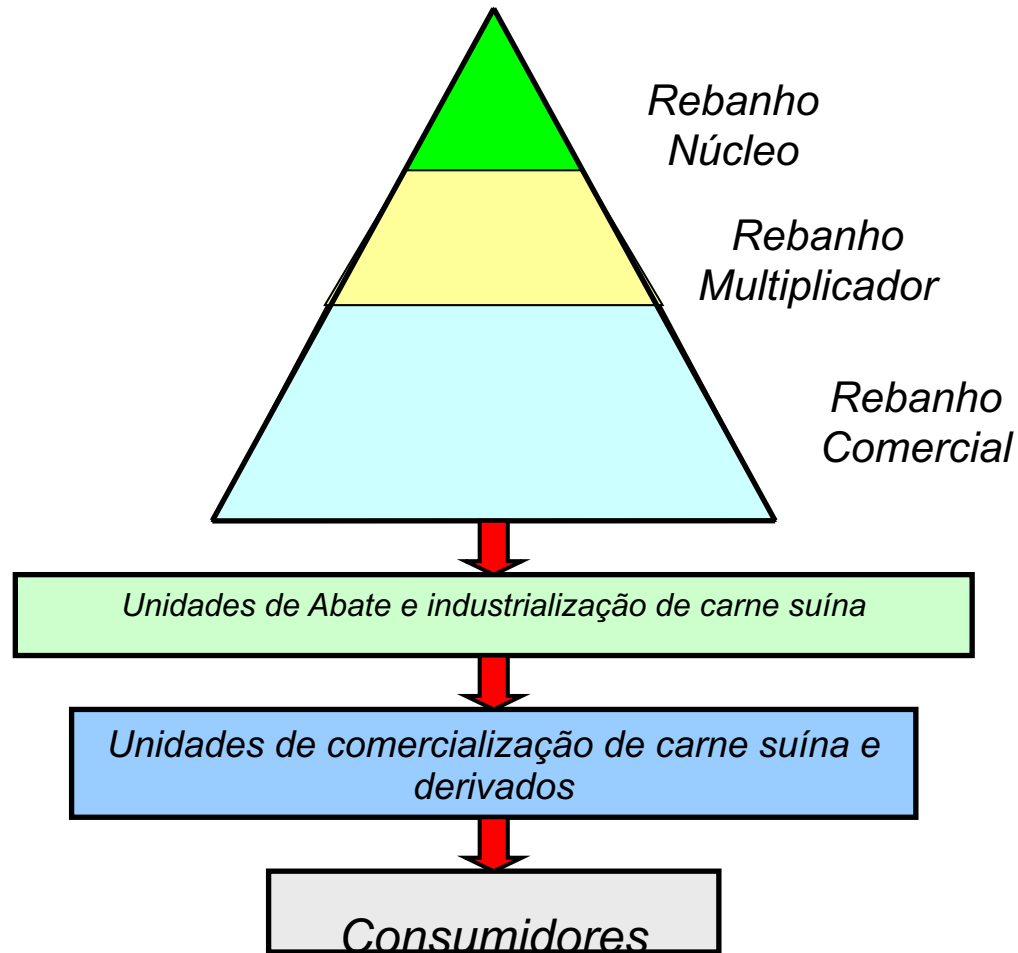 Rebanho
Núcleo
Rebanho
Multiplicador
Rebanho
Comercial
Unidades de Abate e industrialização de carne suína
Unidades de comercialização de carne suína e
derivados
Consumidores